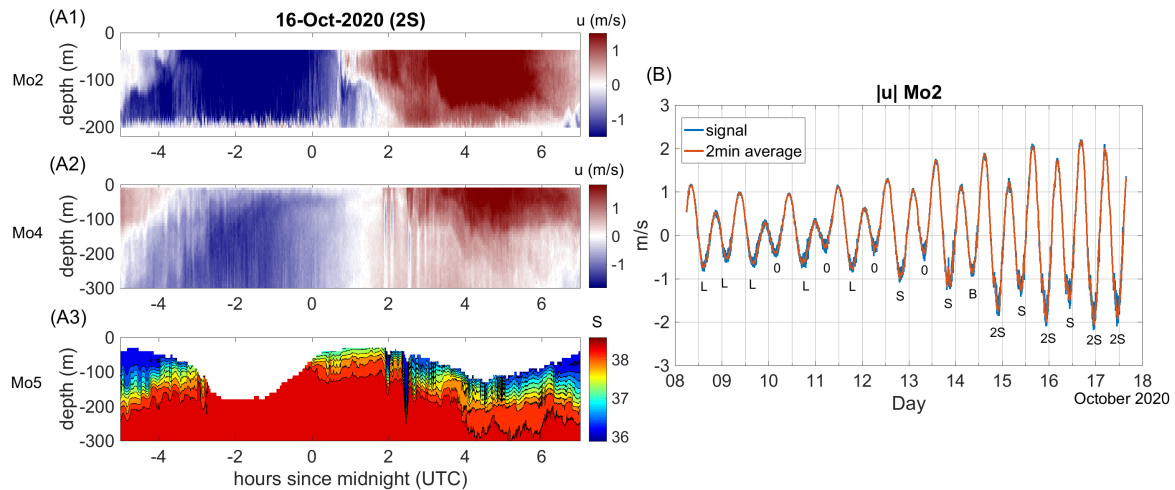 (A1)
16-Oct-2020 (2S)
u (m/s)
Mo2
depth (m)
0
-100
-200
1
0
-1
-4
-2
0
2
4
6
(A2)
u (m/s)
Mo4
depth (m)
0
-100
-200
-300
1
0
-1
-4
-2
0
2
4
6
(A3)
S
Mo5
depth (m)
0
-100
-200
-300
38
37
36
-4
-2
0
2
4
6
hours since midnight (UTC)
(B)
|u| Mo2
signal
2min average
m/s
3
2
1
0
-1
-2
-3
L
L
L
0
L
0
L
0
S
0
S
B
2S
S
2S
S
2S
2S
08
09
10
11
12
13
14
15
16
17
18
Day
October 2020